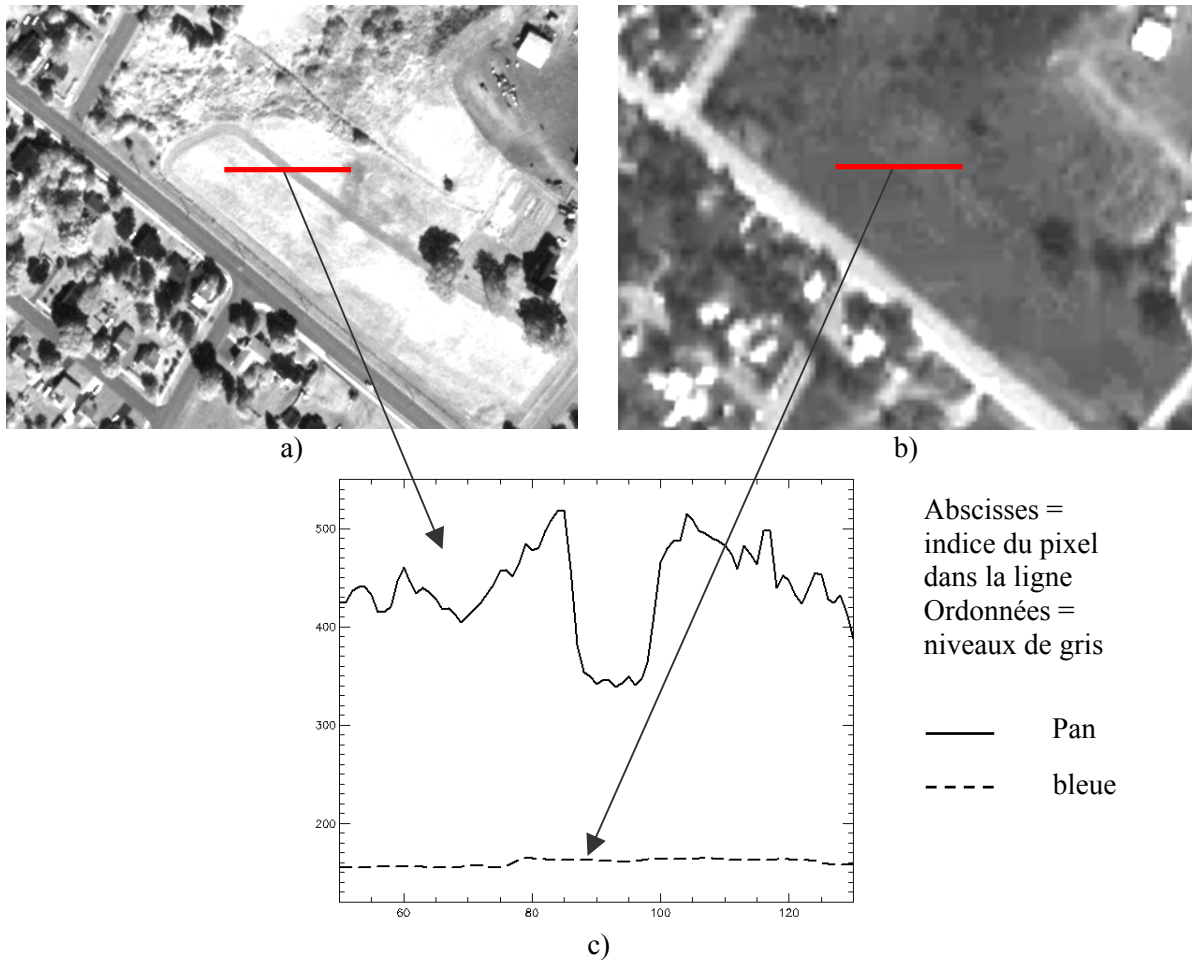 a)
b)
500
400
300
200
60
80
100
120
c)
Abscisses =
indice du pixel
dans la ligne
Ordonnées =
niveaux de gris
Pan
bleue